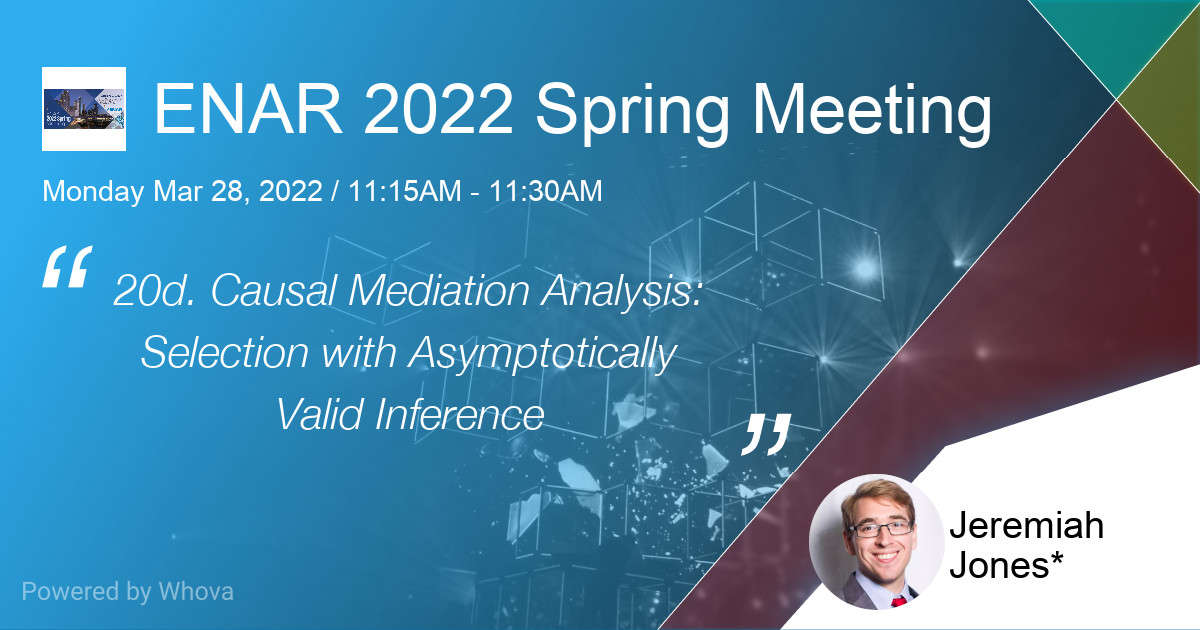 ENAR 2022 Spring Meeting
Monday Mar 28, 2022 / 11:15AM - 11:30AM
“
20d. Causal Mediation Analysis:
Selection with Asymptotically
Valid Inference
”
Jeremiah
Jones*
Powered by Whova